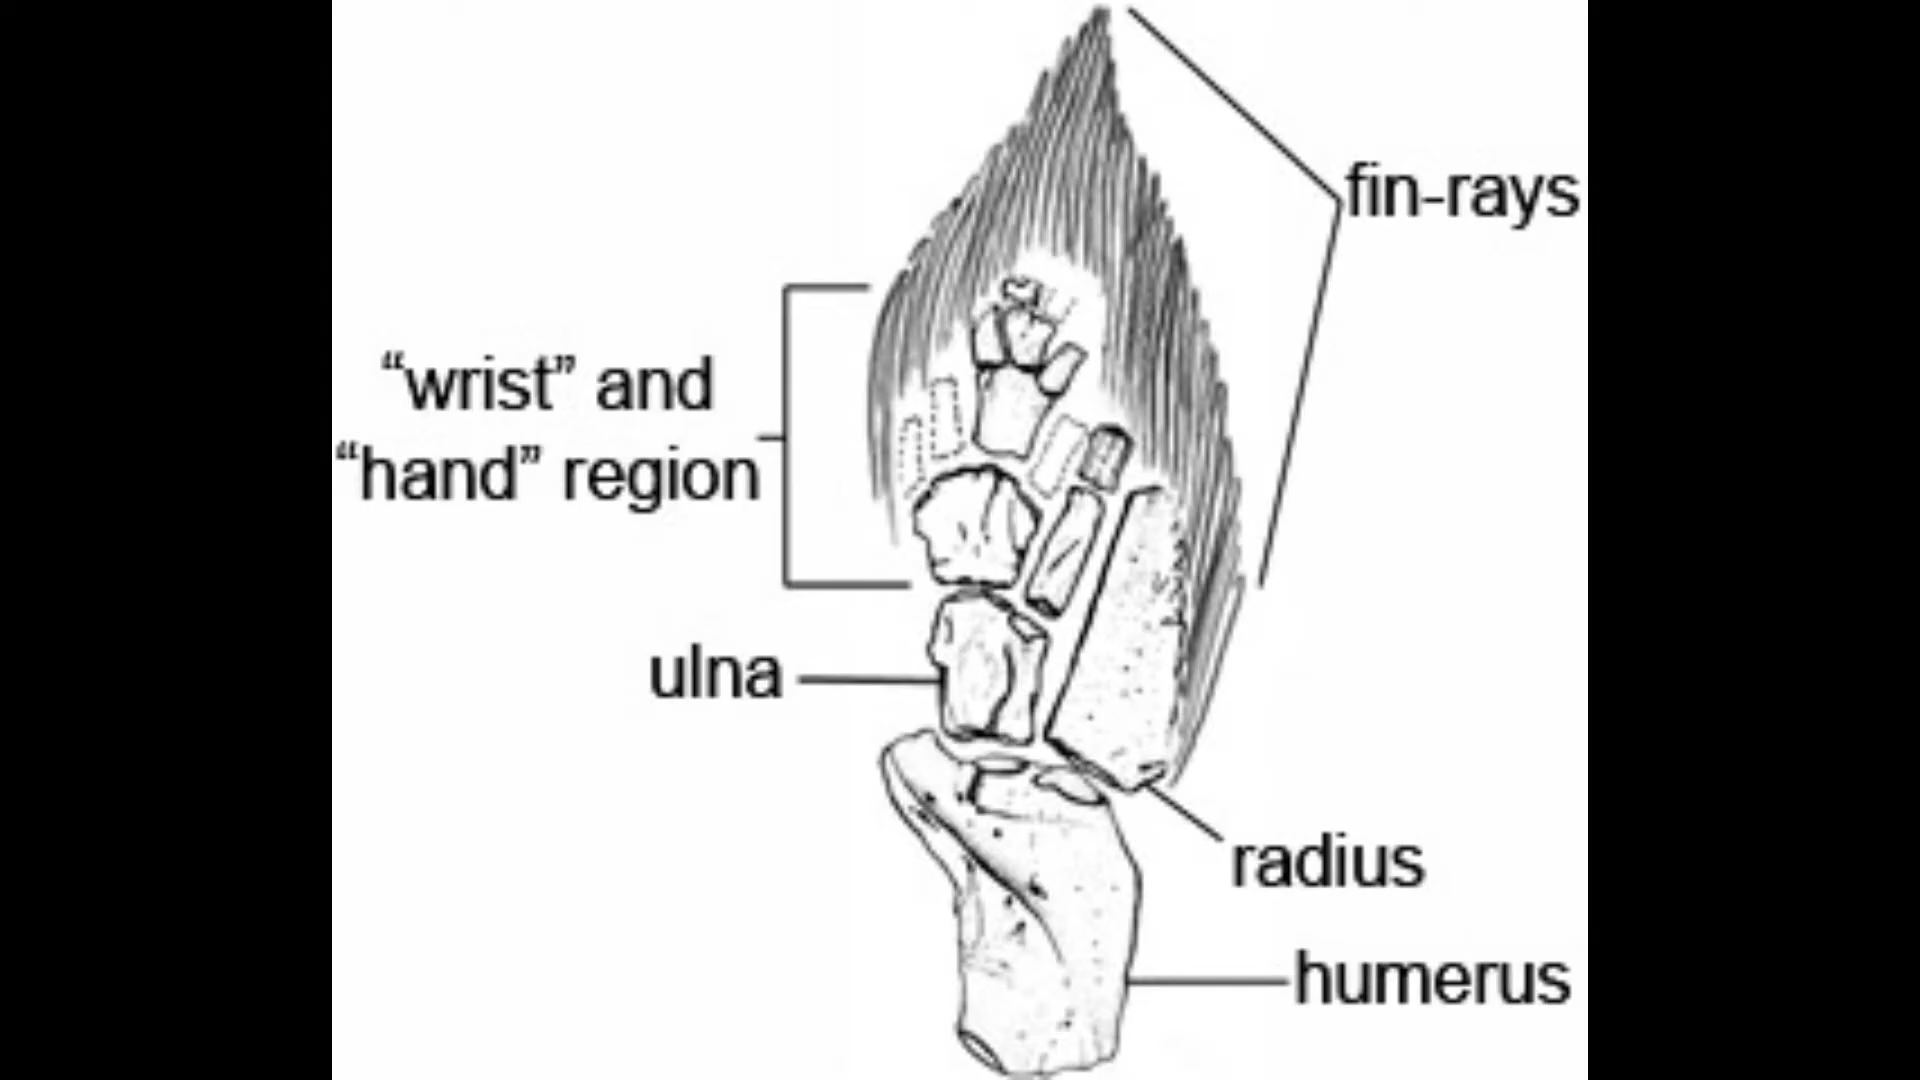 fin-rays
“wrist” and
“hand” region
ulna
radius
humerus